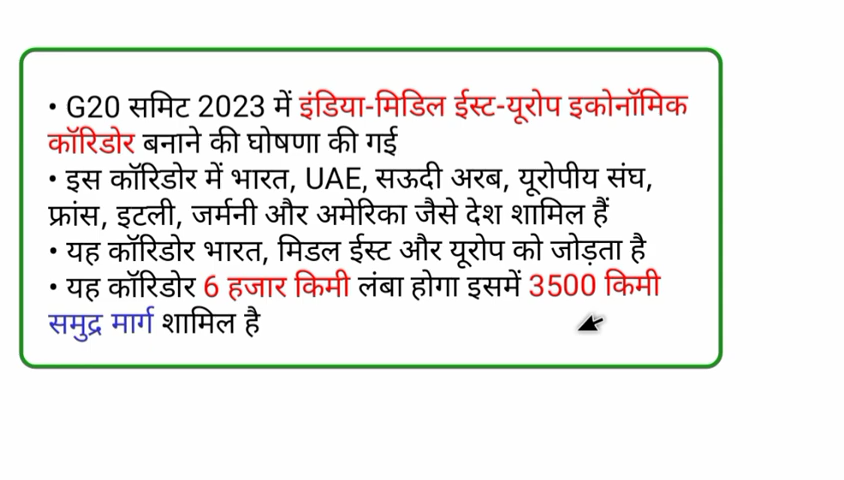 • G20 समिट 2023 में इंडिया-मिडिल ईस्ट-यूरोप इकोनॉमिक
कॉरिडोर बनाने की घोषणा की गई
• इस कॉरिडोर में भारत, UAE, सऊदी अरब, यूरोपीय संघ,
फ्रांस, इटली, जर्मनी और अमेरिका जैसे देश शामिल हैं
• यह कॉरिडोर भारत, मिडल ईस्ट और यूरोप को जोड़ता है
• यह कॉरिडोर 6 हजार किमी लंबा होगा इसमें 3500 किमी
समुद्र मार्ग शामिल है